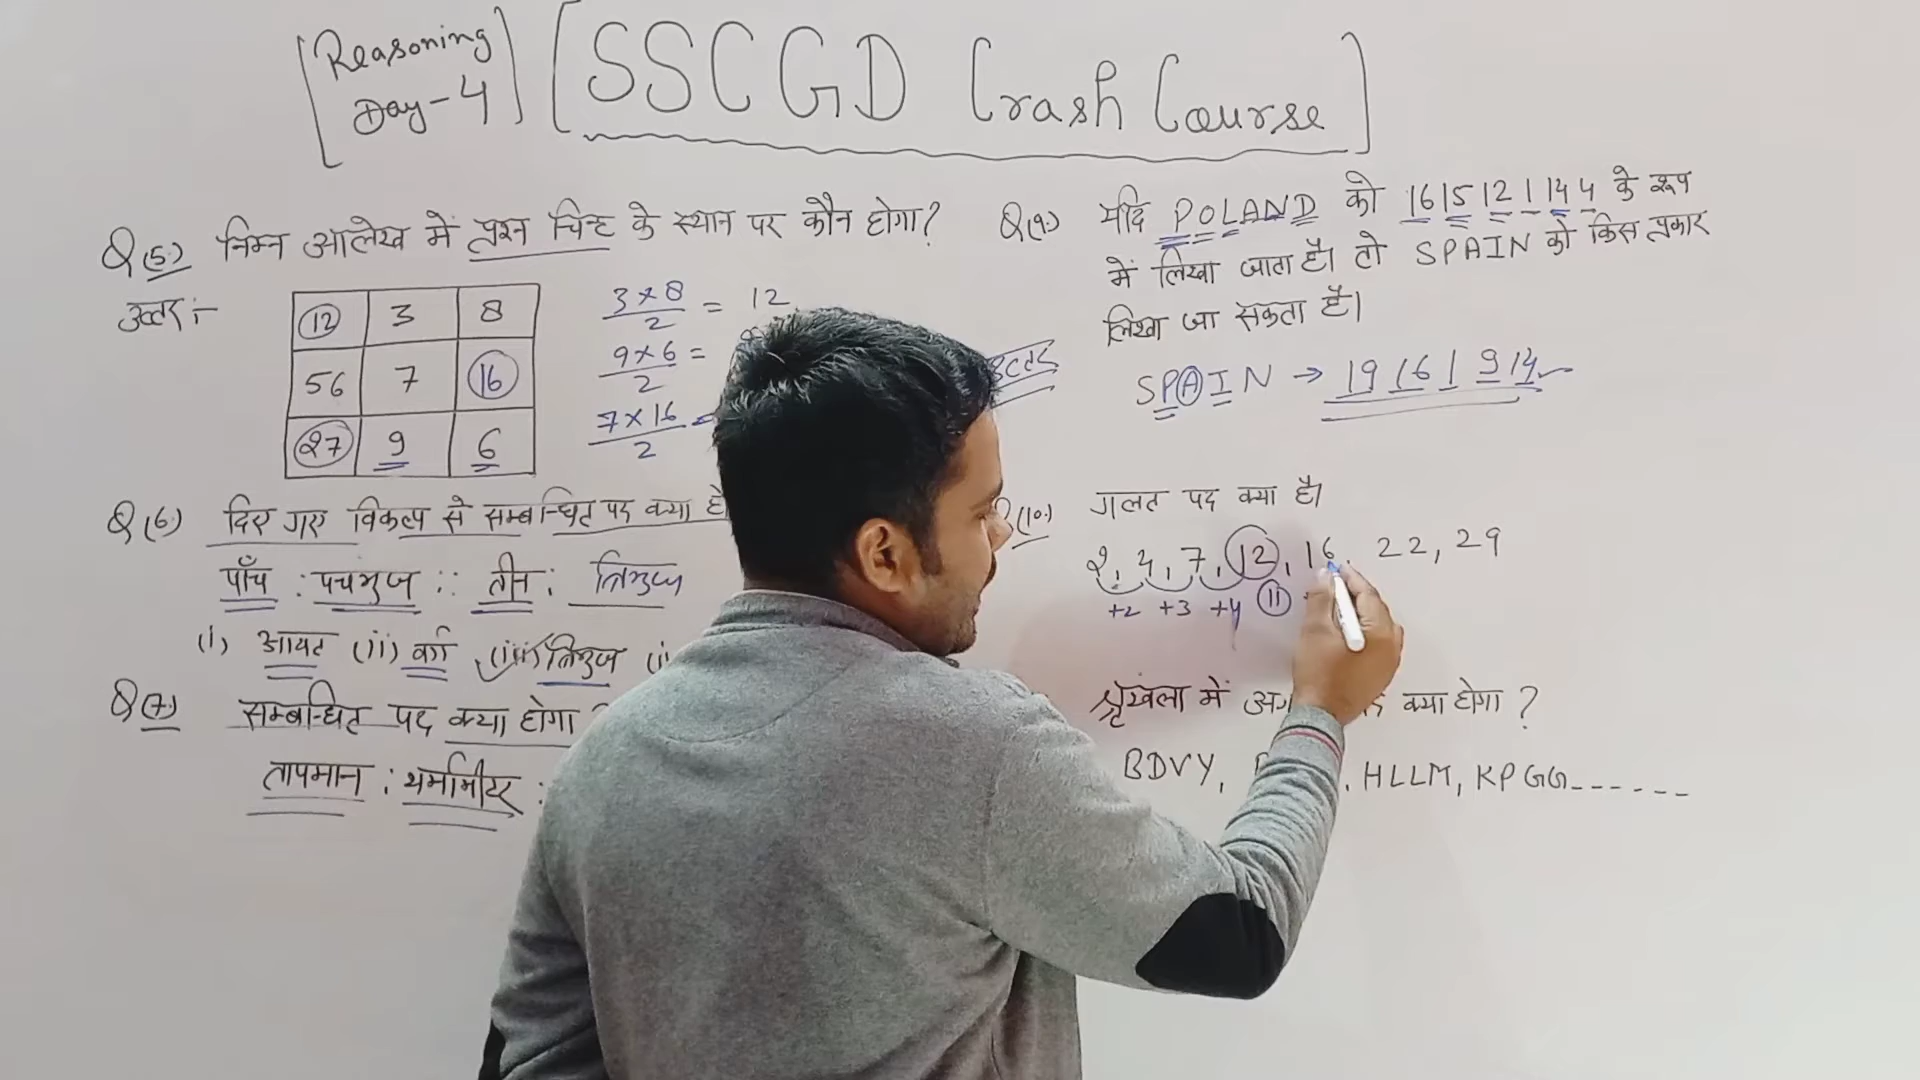 [Reasoning Day-4] [SSCGD Crash Course]
Q(5.) निम्न आलेख में प्रश्न चिन्ह के स्थान पर कौन होगा?
उत्तर :-
12 3 8
56 7 16
27 9 6
3×8/2 = 12
9×6/2 =
7×16/2 =
Q(6.) दिए गए विकल्प से सम्बन्धित पद क्या है
पाँच : पंचभुज :: तीन : त्रिभुज
(i) आयत (ii) वर्ग (iii) त्रिभुज
Q(7.) सम्बन्धित पद क्या होगा
तापमान : थर्मामीटर :
Q(9.) यदि POLAND को 16 15 12 1 14 4 के रूप
में लिखा जाता है। तो SPAIN को किस प्रकार
लिखा जा सकता है।
SPAIN → 19 16 1 9 14
(10.) गलत पद क्या है।
2, 4, 7, 12, 16, 22, 29
+2 +3 +4 11
श्रृंखला में क्या होगा ?
BDVY, HLLM, KPGG------